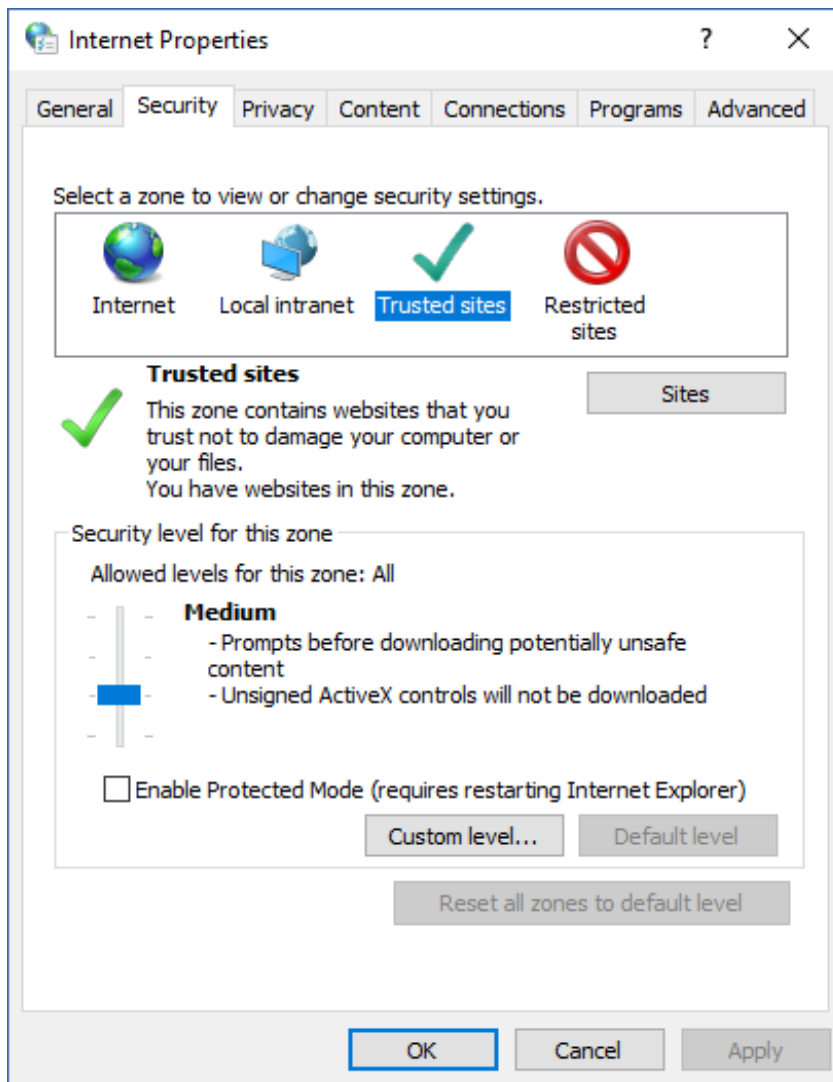 Internet Properties
?
General Security Privacy Content Connections Programs Advanced
Select a zone to view or change security settings.
Internet Local intranet Trusted sites Restricted
sites
Trusted sites
Sites
This zone contains websites that you
trust not to damage your computer or
your files.
You have websites in this zone.
Security level for this zone
Allowed levels for this zone: All
Medium
- Prompts before downloading potentially unsafe
content
- Unsigned ActiveX controls will not be downloaded
Enable Protected Mode (requires restarting Internet Explorer)
Custom level... Default level
Reset all zones to default level
OK Cancel Apply